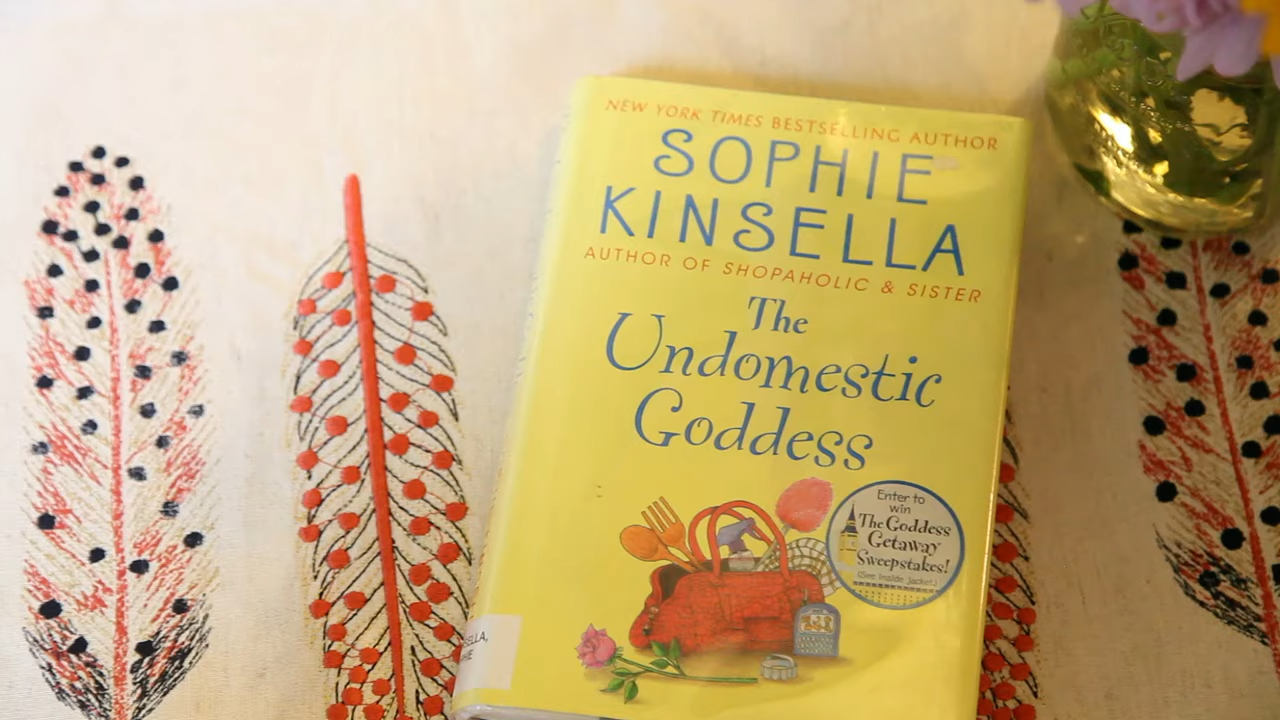 NEW YORK TIMES BESTSELLING AUTHOR
SOPHIE
KINSELLA
AUTHOR OF SHOPAHOLIC & SISTER
The
Undomestic
Goddess
Enter to
win
The Goddess
Getaway
Sweepstakes!
(See inside jacket)